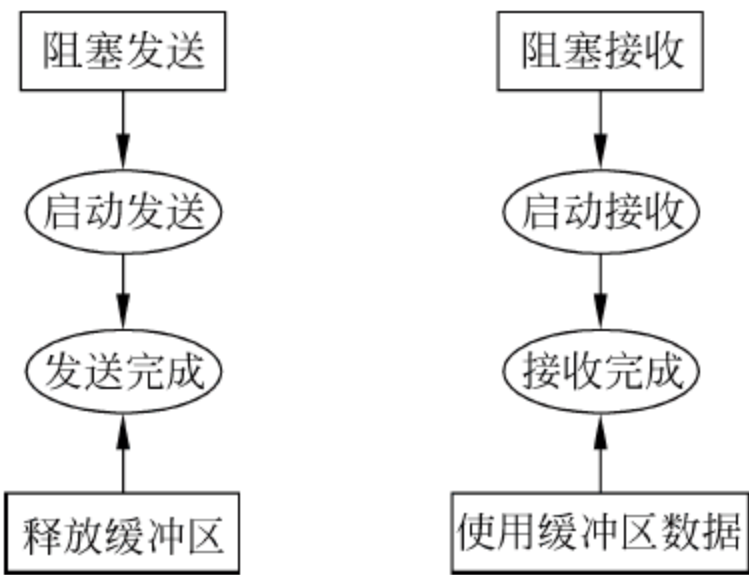 阻塞发送
启动发送
发送完成
释放缓冲区
阻塞接收
启动接收
接收完成
使用缓冲区数据